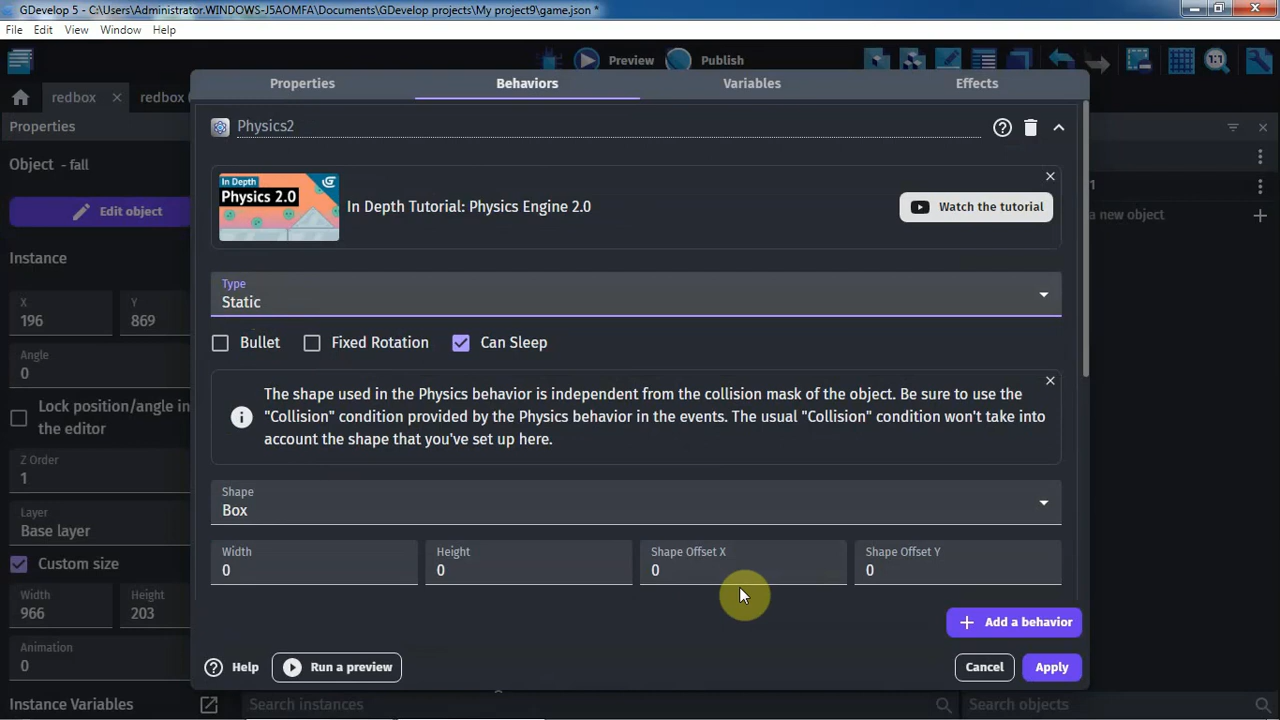 GDevelop 5 - C:\Users\Administrator.WINDOWS-J5AOMFA\Documents\GDevelop projects\My project9\game.json *
File Edit View Window Help
Preview Publish
redbox redbox
Properties
Object - fall
Edit object
Instance
X
196
Y
869
Angle
0
Lock position/angle in
the editor
Z Order
1
Layer
Base layer
Custom size
Width
966
Height
203
Animation
0
Instance Variables
Properties Behaviors Variables Effects
Physics2
In Depth
Physics 2.0
In Depth Tutorial: Physics Engine 2.0
Watch the tutorial
Type
Static
Bullet Fixed Rotation Can Sleep
The shape used in the Physics behavior is independent from the collision mask of the object. Be sure to use the
"Collision" condition provided by the Physics behavior in the events. The usual "Collision" condition won't take into
account the shape that you've set up here.
Shape
Box
Width
0
Height
0
Shape Offset X
0
Shape Offset Y
0
Add a behavior
Help Run a preview Cancel Apply
Search instances
1
a new object
Search objects